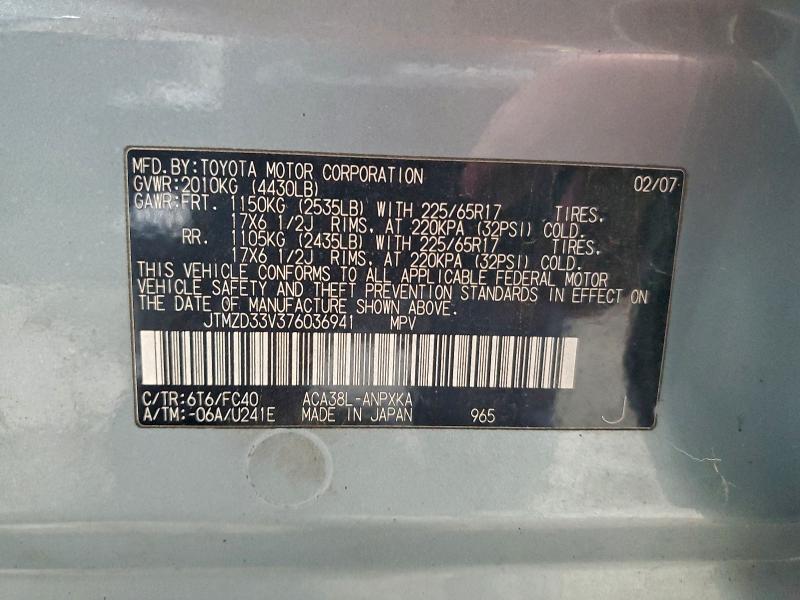 MFD.BY:TOYOTA MOTOR CORPORATION 02/07
GVWR:2010KG (4430LB)
GAWR:FRT. 1150KG (2535LB) WITH 225/65R17 TIRES.
17X6 1/2J RIMS, AT 220KPA (32PSI) COLD.
RR. 1105KG (2435LB) WITH 225/65R17 TIRES.
17X6 1/2J RIMS, AT 220KPA (32PSI) COLD.
THIS VEHICLE CONFORMS TO ALL APPLICABLE FEDERAL MOTOR
VEHICLE SAFETY AND THEFT PREVENTION STANDARDS IN EFFECT ON
THE DATE OF MANUFACTURE SHOWN ABOVE.
JTMZD33V376036941 MPV
C/TR:6T6/FC40 ACA38L-ANPXKA
A/TM:-06A/U241E MADE IN JAPAN 965 J